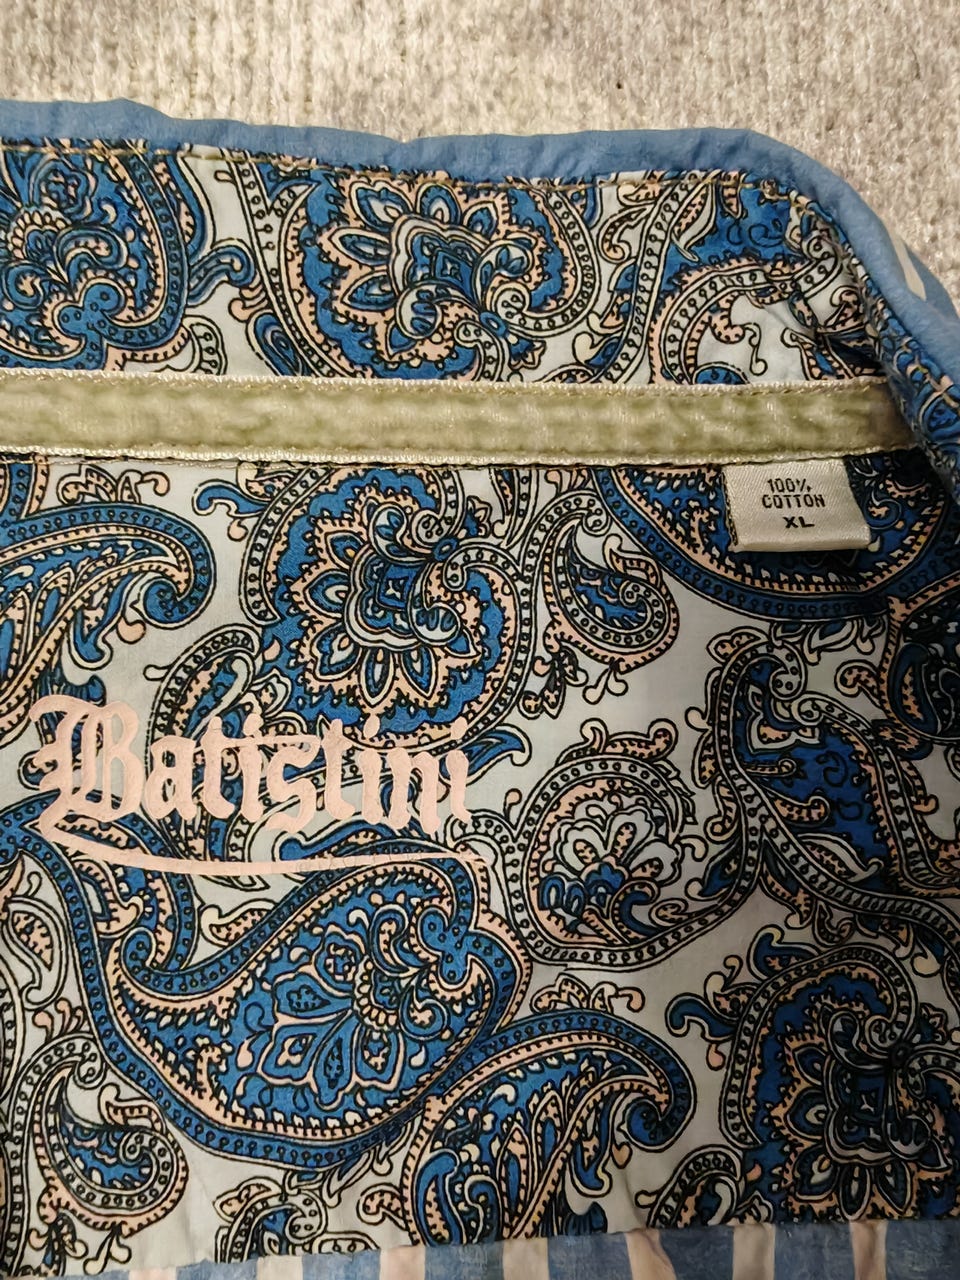 100%
COTTON
XL
Batistini